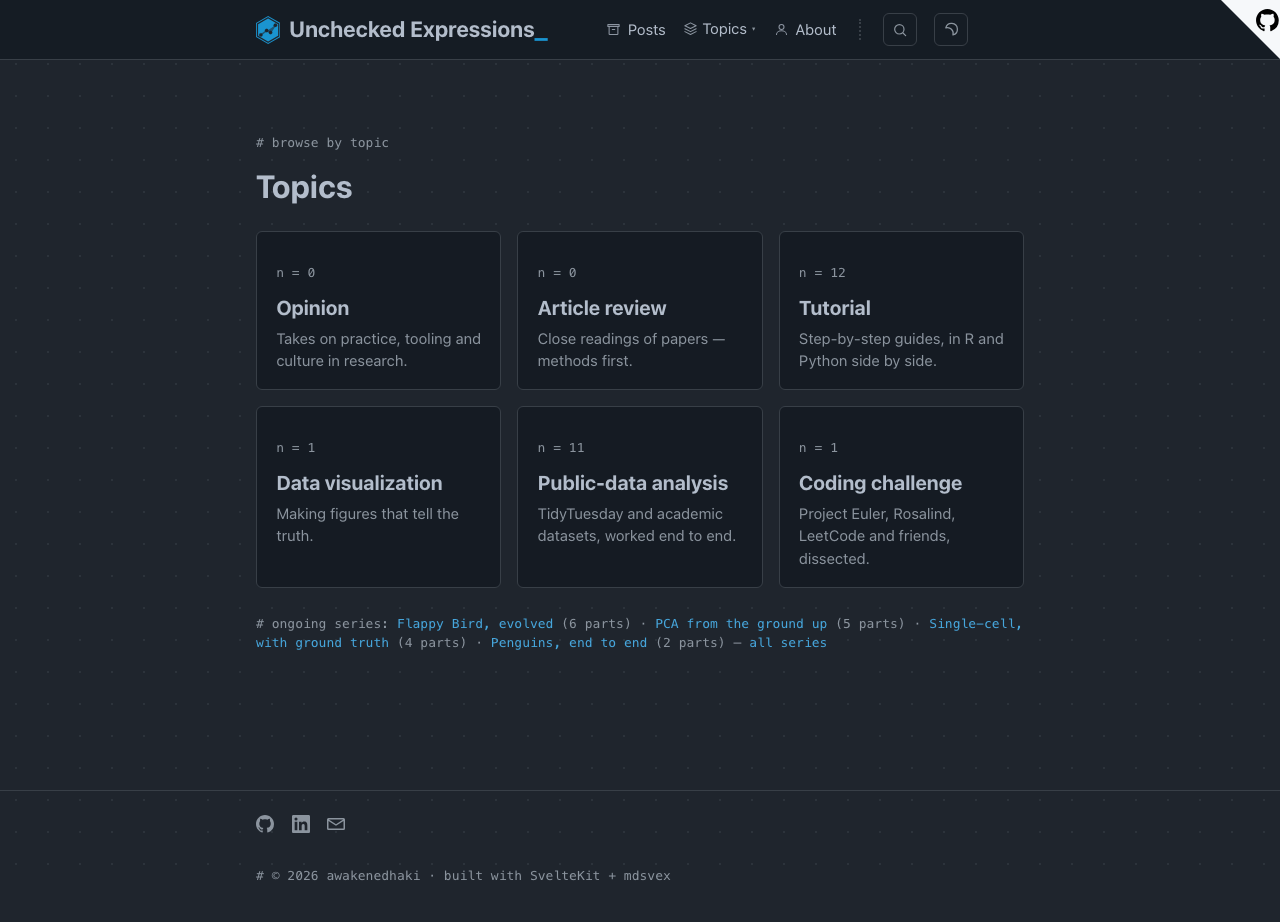 Unchecked Expressions_
Posts
Topics
About
# browse by topic
Topics
n = 0
Opinion
Takes on practice, tooling and
culture in research.
n = 0
Article review
Close readings of papers —
methods first.
n = 12
Tutorial
Step-by-step guides, in R and
Python side by side.
n = 1
Data visualization
Making figures that tell the
truth.
n = 11
Public-data analysis
TidyTuesday and academic
datasets, worked end to end.
n = 1
Coding challenge
Project Euler, Rosalind,
LeetCode and friends,
dissected.
# ongoing series: Flappy Bird, evolved (6 parts) · PCA from the ground up (5 parts) · Single-cell,
with ground truth (4 parts) · Penguins, end to end (2 parts) — all series
# © 2026 awakenedhaki · built with SvelteKit + mdsvex